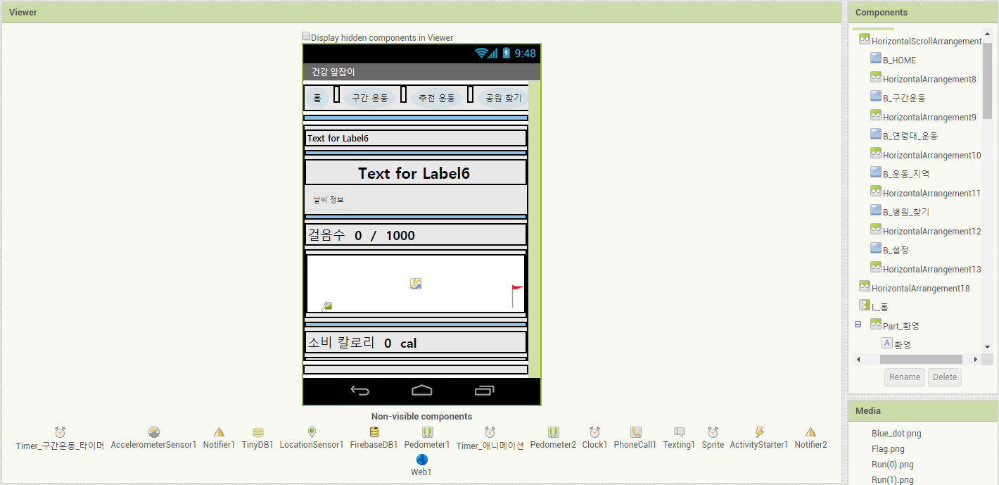 Viewer
Display hidden components in Viewer
9:48
건강 앞잡이
홈 구간 운동 추천 운동 공원 찾기
Text for Label6
Text for Label6
날씨 정보
걸음수 0 / 1000
소비 칼로리 0 cal
Non-visible components
Timer_구간운동_타이머 AccelerometerSensor1 Notifier1 TinyDB1 LocationSensor1 FirebaseDB1 Pedometer1 Timer_애니메이션 Pedometer2 Clock1 PhoneCall1 Texting1 Sprite ActivityStarter1 Notifier2
Web1
Components
HorizontalScrollArrangement
B_HOME
HorizontalArrangement8
B_구간운동
HorizontalArrangement9
B_연령대_운동
HorizontalArrangement10
B_운동_지역
HorizontalArrangement11
B_병원_찾기
HorizontalArrangement12
B_설정
HorizontalArrangement13
HorizontalArrangement18
L_홈
Part_환영
A 환영
Rename Delete
Media
Blue_dot.png
Flag.png
Run(0).png
Run(1).png